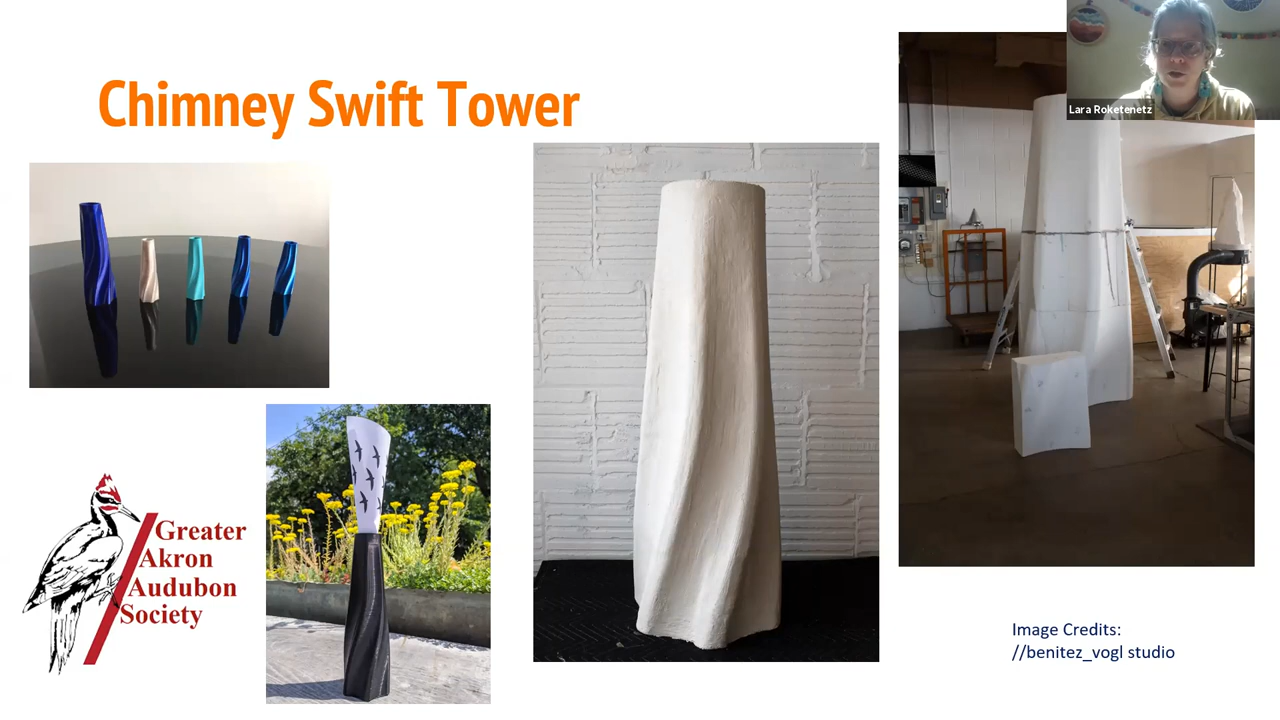 Chimney Swift Tower
Lara Roketenetz
Greater
Akron
Audubon
Society
Image Credits:
//benitez_vogl studio